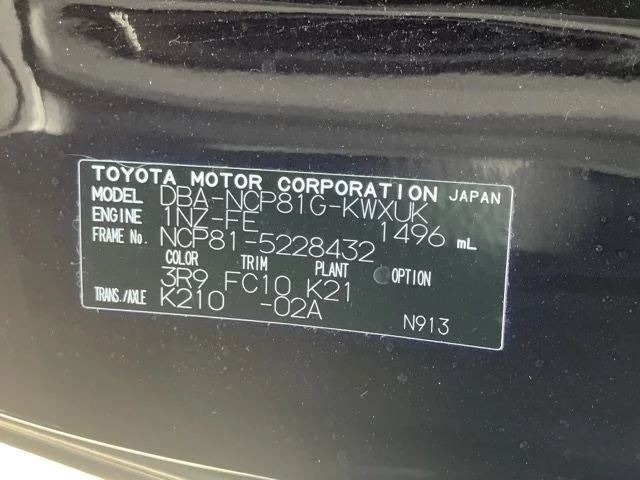 TOYOTA MOTOR CORPORATION JAPAN
MODEL DBA-NCP81G-KWXUK
ENGINE 1NZ-FE 1496 mL
FRAME No. NCP81-5228432
COLOR TRIM PLANT OPTION
3R9 FC10 K21
TRANS./AXLE K210 -02A
N913